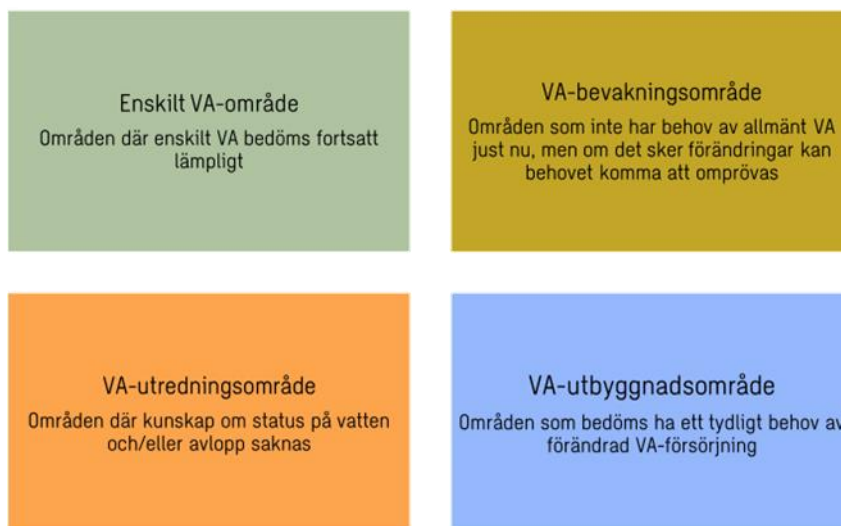 Enskilt VA-område
Områden där enskilt VA bedöms fortsatt
lämpligt
VA-bevakningsområde
Områden som inte har behov av allmänt VA
just nu, men om det sker förändringar kan
behovet komma att omprövas
VA-utredningsområde
Områden där kunskap om status på vatten
och/eller avlopp saknas
VA-utbyggnadsområde
Områden som bedöms ha ett tydligt behov av
förändrad VA-försörjning